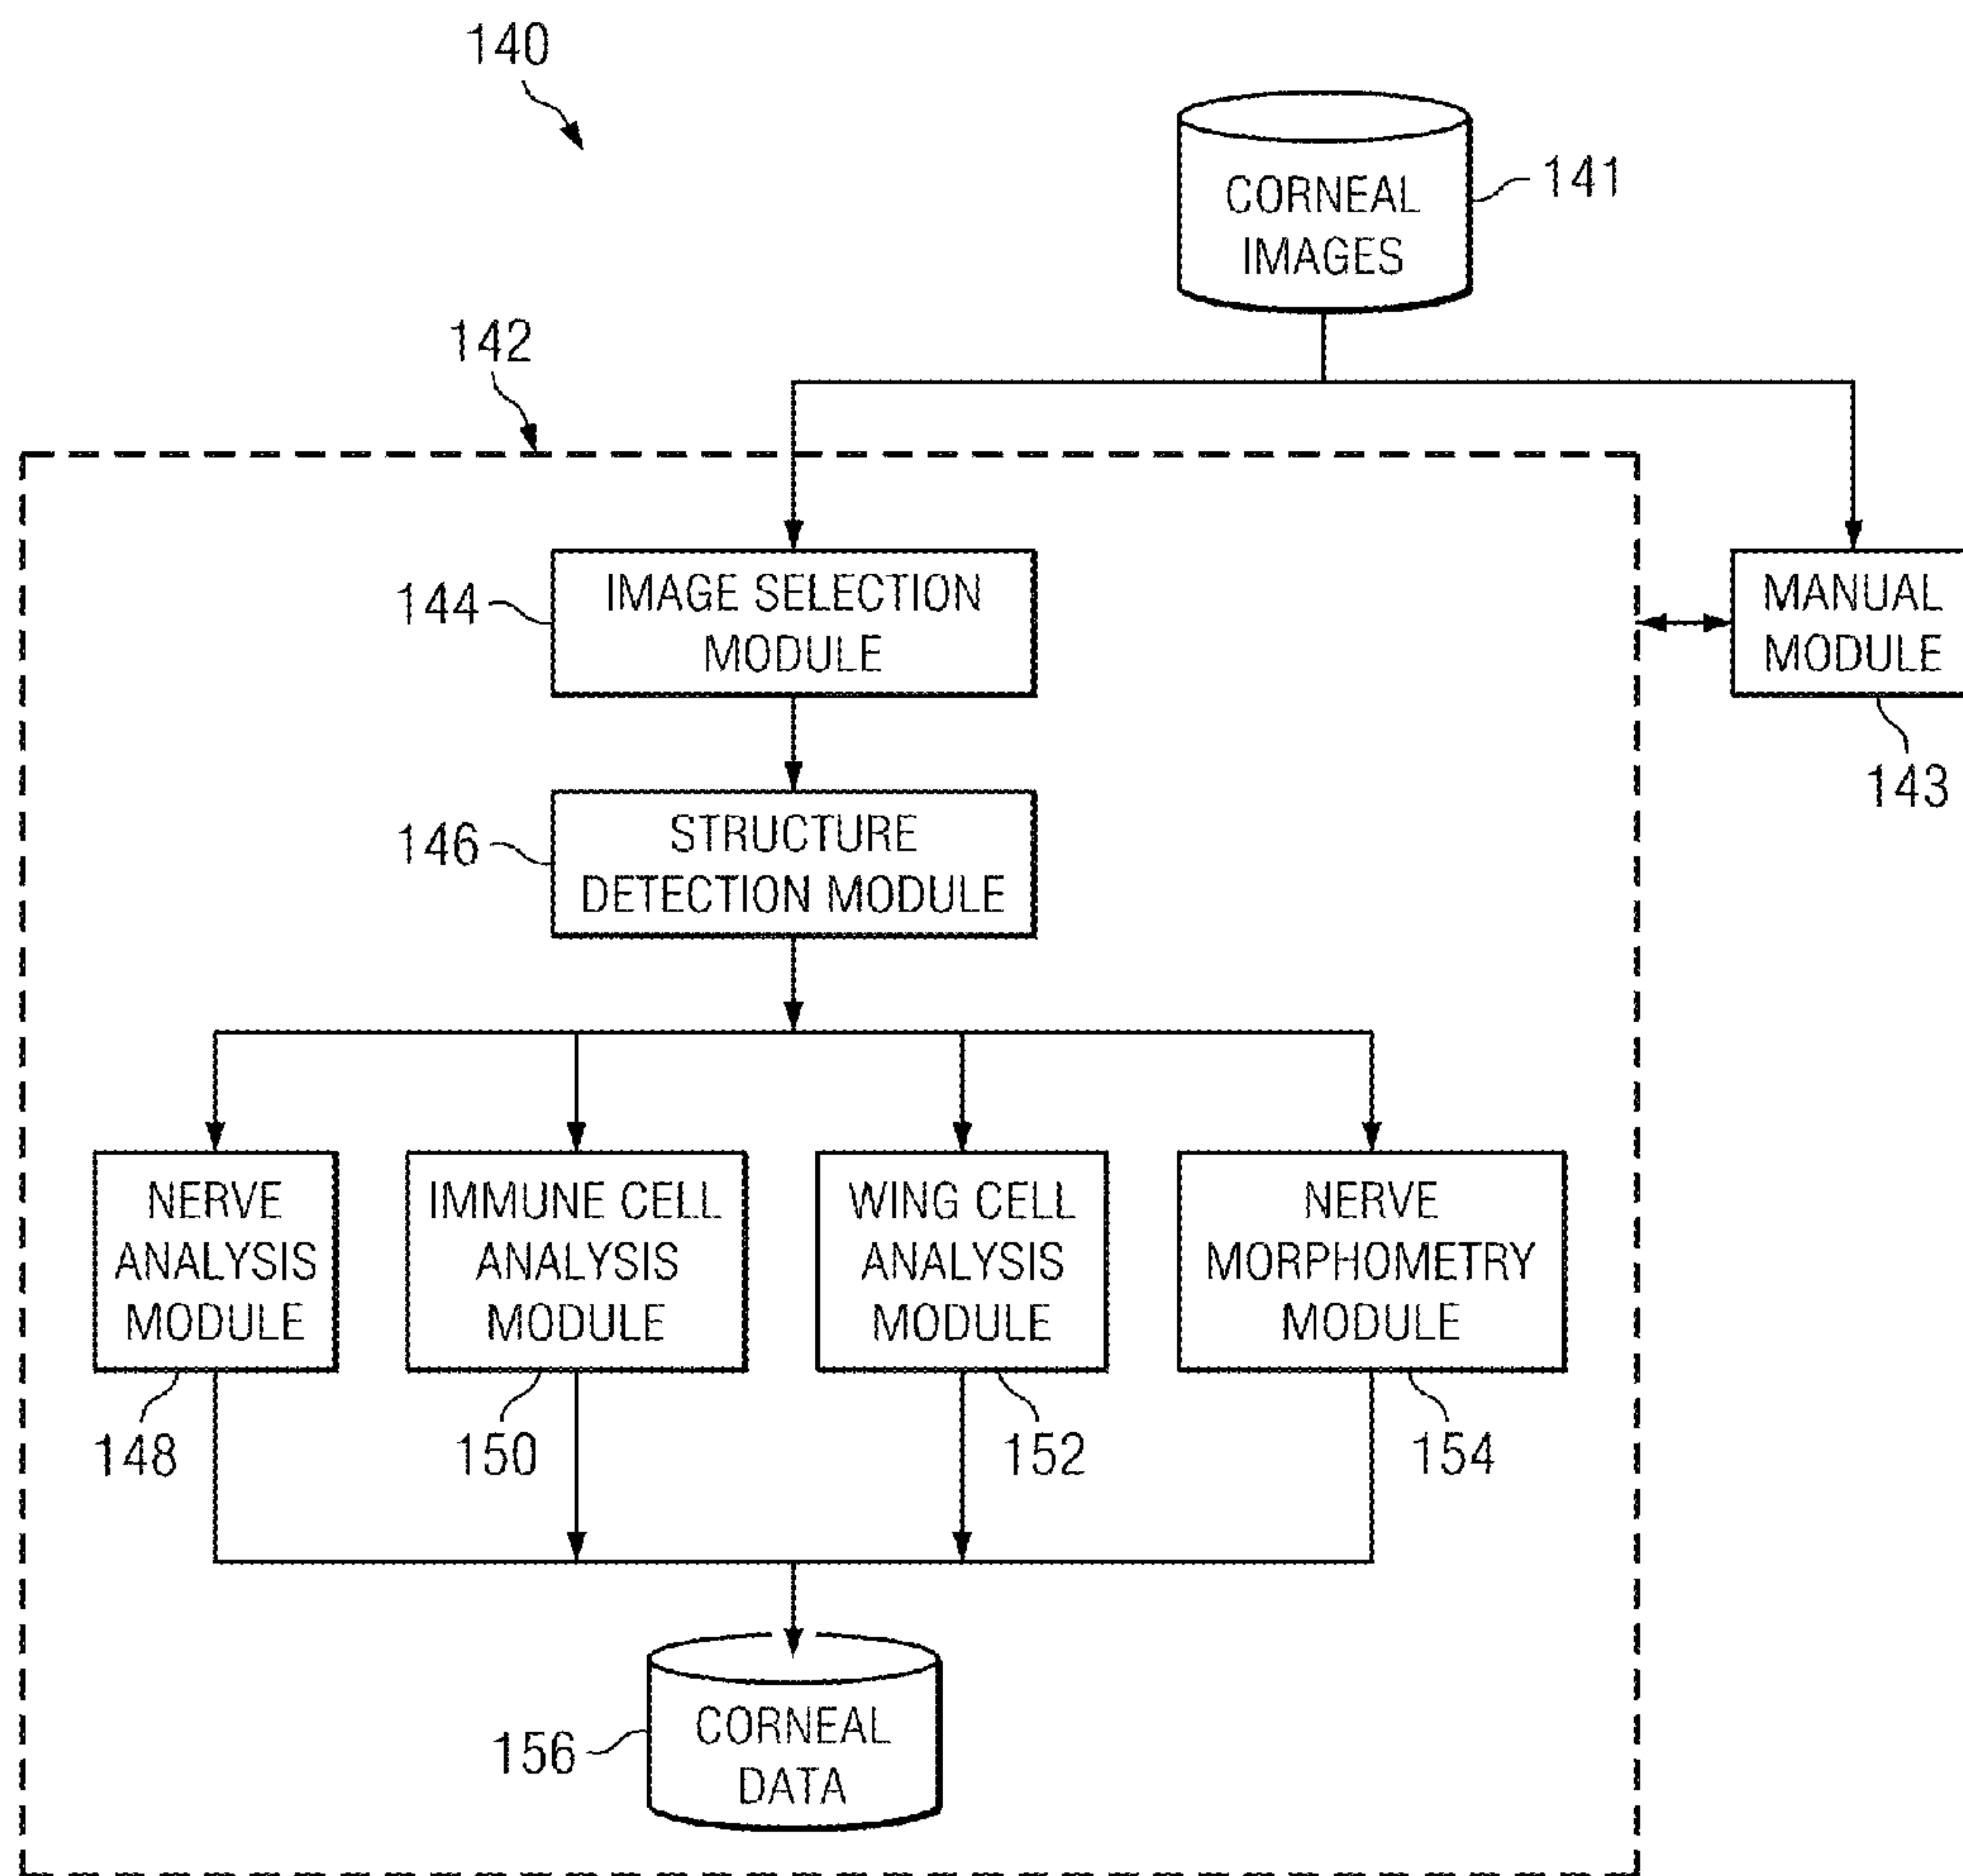 140
CORNEAL
IMAGES
141
142
144
IMAGE SELECTION
MODULE
MANUAL
MODULE
143
146
STRUCTURE
DETECTION MODULE
NERVE
ANALYSIS
MODULE
IMMUNE CELL
ANALYSIS
MODULE
WING CELL
ANALYSIS
MODULE
NERVE
MORPHOMETRY
MODULE
148
150
152
154
156
CORNEAL
DATA